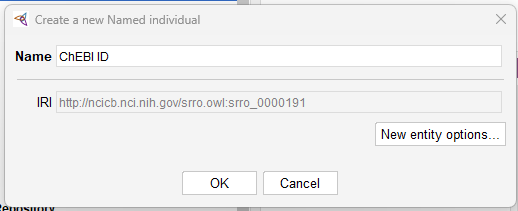 Create a new Named individual
Name ChEBI ID
IRI http://ncicb.nci.nih.gov/srro.owl:srro_0000191
New entity options...
OK Cancel